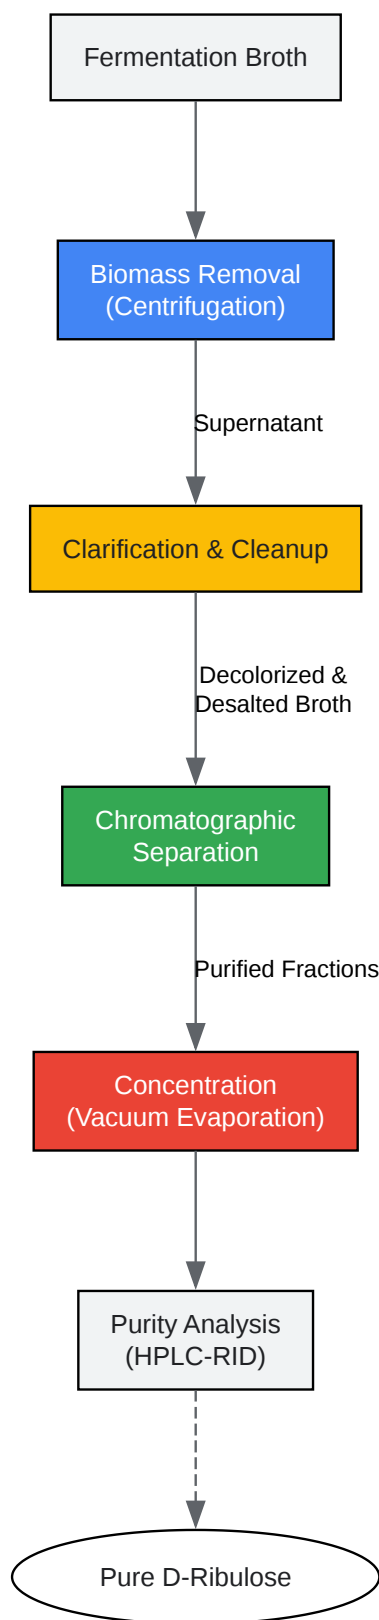 Fermentation Broth
Biomass Removal
(Centrifugation)
Supernatant
Clarification & Cleanup
Decolorized &
Desalted Broth
Chromatographic
Separation
Purified Fractions
Concentration
(Vacuum Evaporation)
Purity Analysis
(HPLC-RID)
Pure D-Ribulose